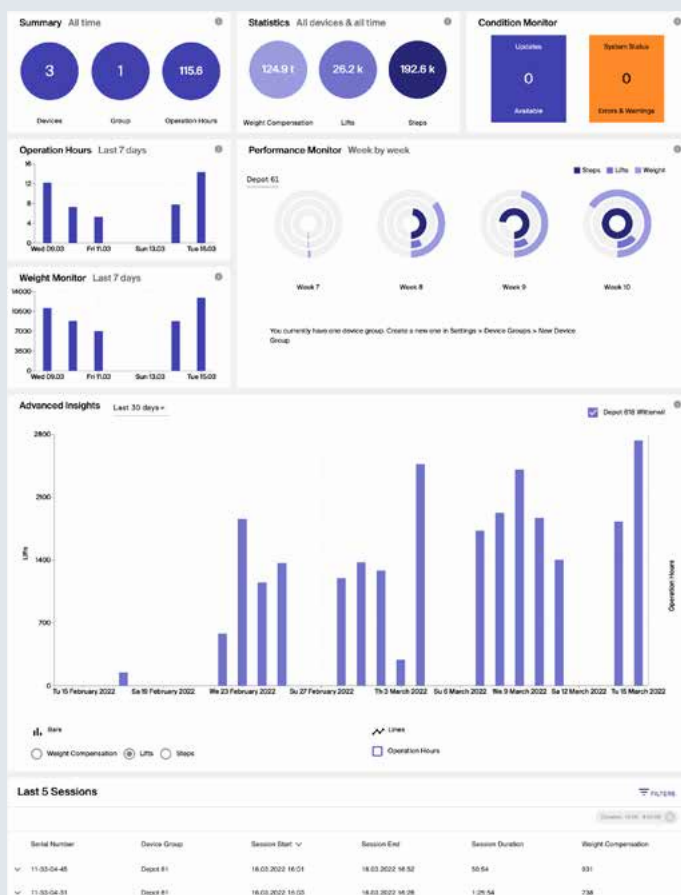 Summary All time
3
1
115.6
Devices
Group
Operation Hours
Statistics All devices & all time
124.9 t
26.2 k
192.6 k
Weight Compensation
Lifts
Steps
Condition Monitor
Updates
0
Available
System Status
0
Errors & Warnings
Operation Hours Last 7 days
16
12
8
4
0
Wed 09.03
Fri 11.03
Sun 13.03
Tue 15.03
Performance Monitor Week by week
Depot 61
Steps
Lifts
Weight
Week 7
Week 8
Week 9
Week 10
You currently have one device group. Create a new one in Settings > Device Groups > New Device
Group
Weight Monitor Last 7 days
14000
10500
7000
3500
0
Wed 09.03
Fri 11.03
Sun 13.03
Tue 15.03
Advanced Insights
Last 30 days
Depot 61
2800
2100
1400
700
0
Lifts
Operation Hours
Tu 15 February 2022
Sa 19 February 2022
We 23 February 2022
Su 27 February 2022
Th 3 March 2022
Su 6 March 2022
We 9 March 2022
Sa 12 March 2022
Tu 15 March 2022
Bars
Lines
Weight Compensation
Lifts
Steps
Operation Hours
Last 5 Sessions
FILTERS
Serial Number
Device Group
Session Start
Session End
Session Duration
Weight Compensation
Depot 61
16.03.2022 16:01
16.03.2022 16:52
50:54
931
Depot 61
16.03.2022 15:03
1:25:54
738